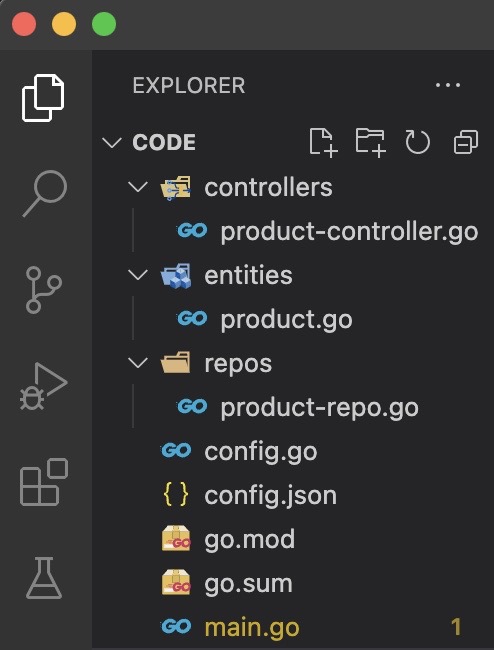 EXPLORER
CODE
controllers
GO product-controller.go
entities
GO product.go
repos
GO product-repo.go
GO config.go
{ } config.json
GO go.mod
GO go.sum
GO main.go 1